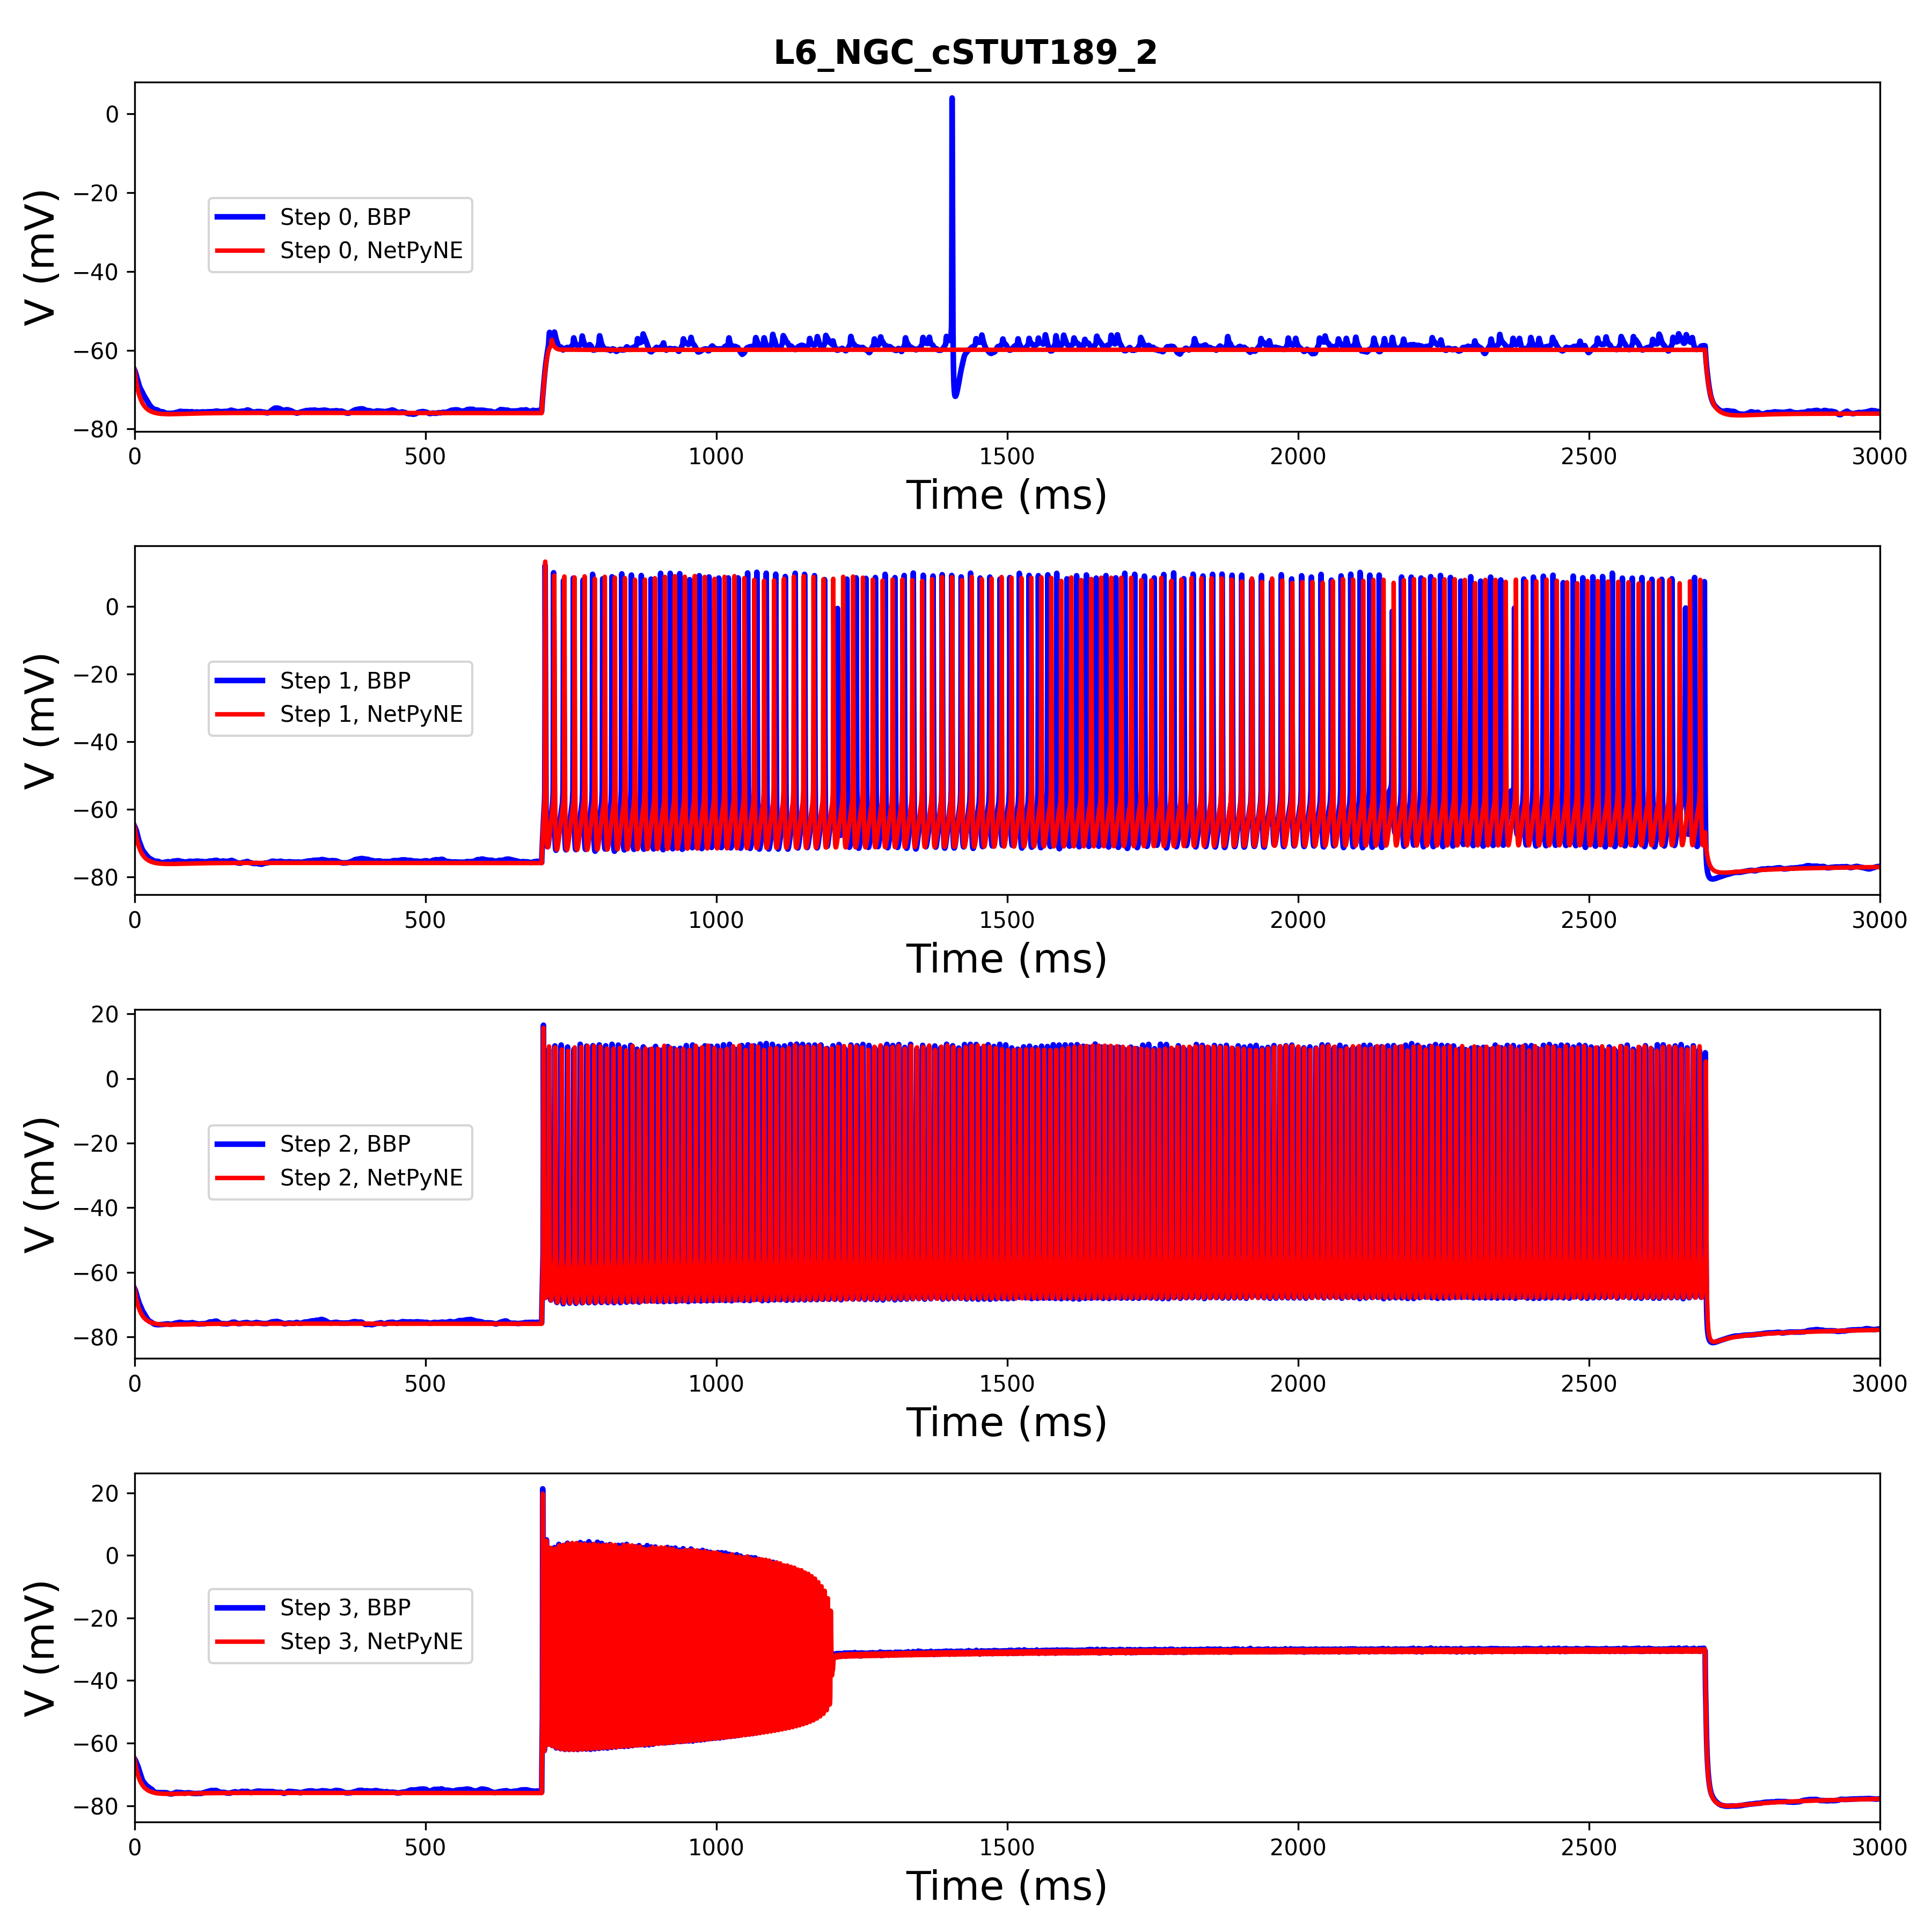 L6_NGC_cSTUT189_2
0
−20
−40
−60
−80
V (mV)
Step 0, BBP
Step 0, NetPyNE
0 500 1000 1500 2000 2500 3000
Time (ms)
0
−20
−40
−60
−80
V (mV)
Step 1, BBP
Step 1, NetPyNE
0 500 1000 1500 2000 2500 3000
Time (ms)
20
0
−20
−40
−60
−80
V (mV)
Step 2, BBP
Step 2, NetPyNE
0 500 1000 1500 2000 2500 3000
Time (ms)
20
0
−20
−40
−60
−80
V (mV)
Step 3, BBP
Step 3, NetPyNE
0 500 1000 1500 2000 2500 3000
Time (ms)